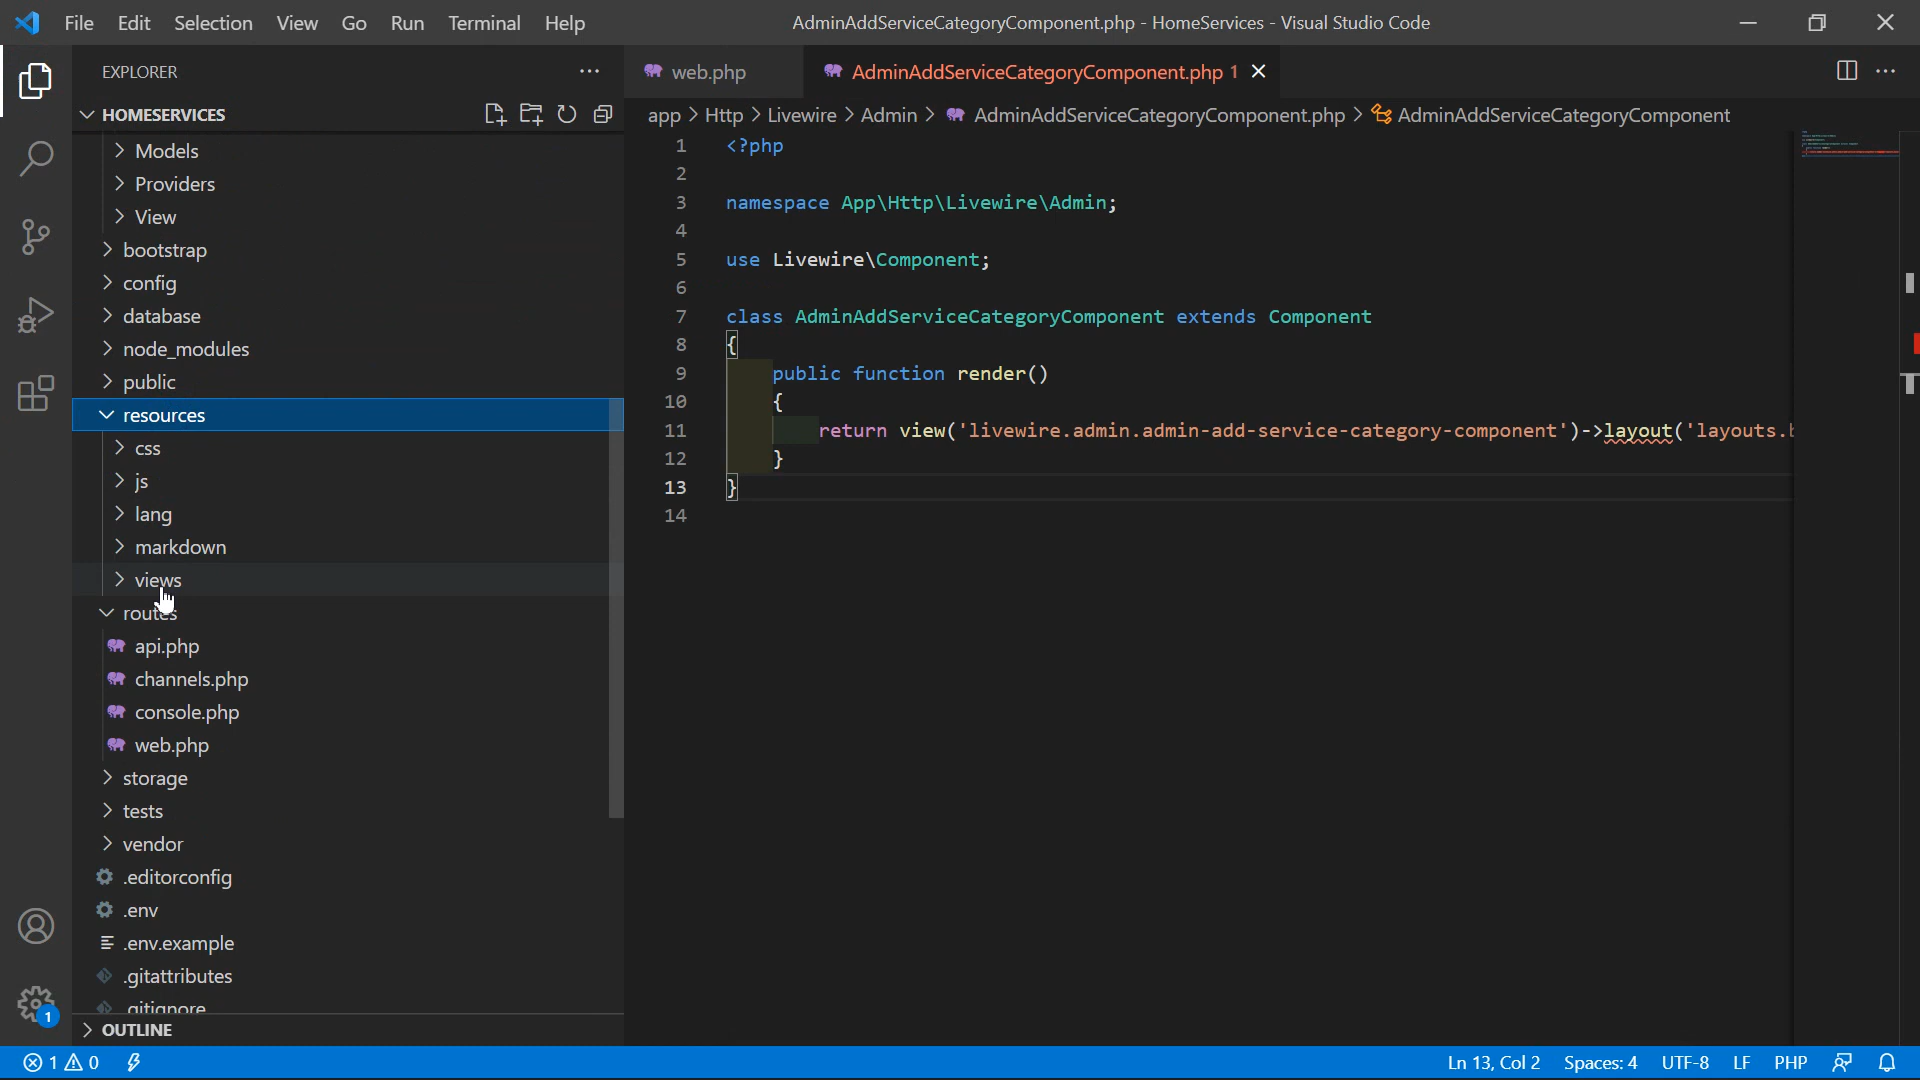 File Edit Selection View Go Run Terminal Help
AdminAddServiceCategoryComponent.php - HomeServices - Visual Studio Code
EXPLORER
HOMESERVICES
Models
Providers
View
bootstrap
config
database
node_modules
public
resources
css
js
lang
markdown
views
routes
api.php
channels.php
console.php
web.php
storage
tests
vendor
.editorconfig
.env
.env.example
.gitattributes
.gitignore
OUTLINE
web.php
AdminAddServiceCategoryComponent.php 1
app > Http > Livewire > Admin > AdminAddServiceCategoryComponent.php > AdminAddServiceCategoryComponent
1 <?php
2
3 namespace App\Http\Livewire\Admin;
4
5 use Livewire\Component;
6
7 class AdminAddServiceCategoryComponent extends Component
8 {
9 public function render()
10 {
11 return view('livewire.admin.admin-add-service-category-component')->layout('layouts.
12 }
13 }
14
1
1 0
Ln 13, Col 2 Spaces: 4 UTF-8 LF PHP